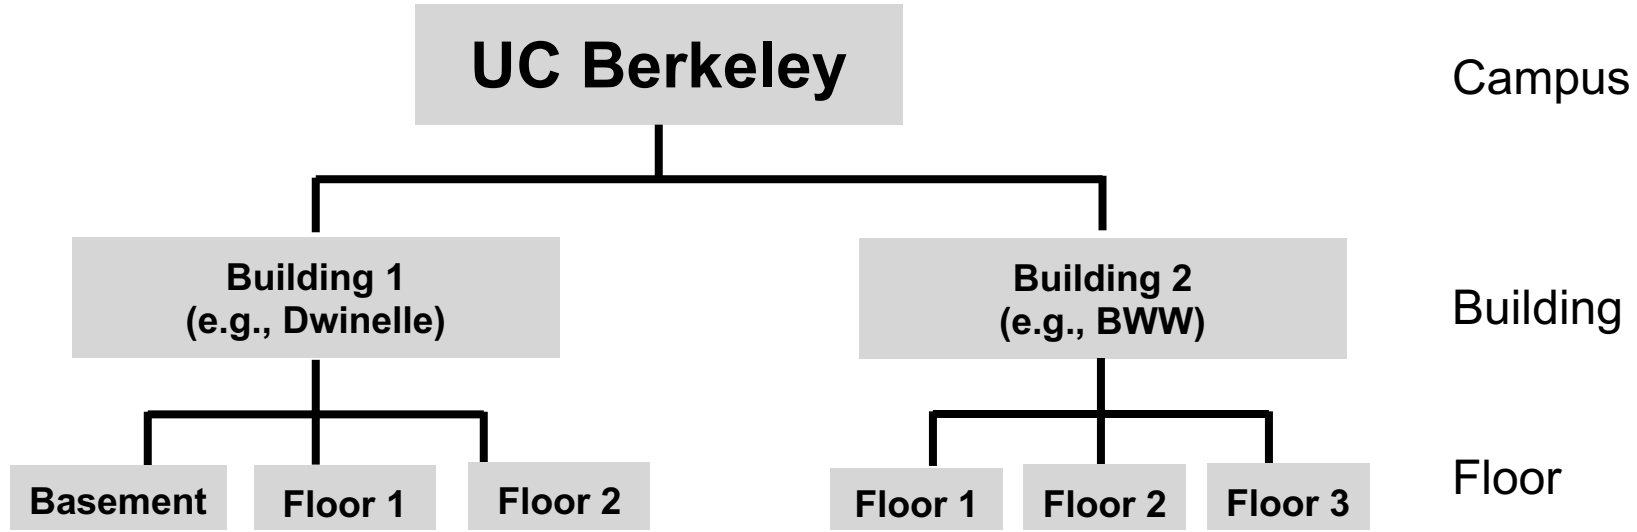 UC Berkeley
Campus
Building 1
(e.g., Dwinelle)
Building 2
(e.g., BWW)
Building
Basement
Floor 1
Floor 2
Floor 1
Floor 2
Floor 3
Floor